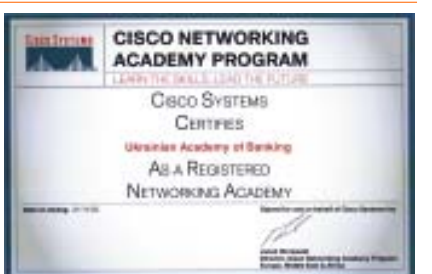 Cisco Systems
CISCO NETWORKING
ACADEMY PROGRAM
LEARN THE SKILLS. LEAD THE FUTURE
CISCO SYSTEMS
CERTIFIES
Ukrainian Academy of Banking
AS A REGISTERED
NETWORKING ACADEMY